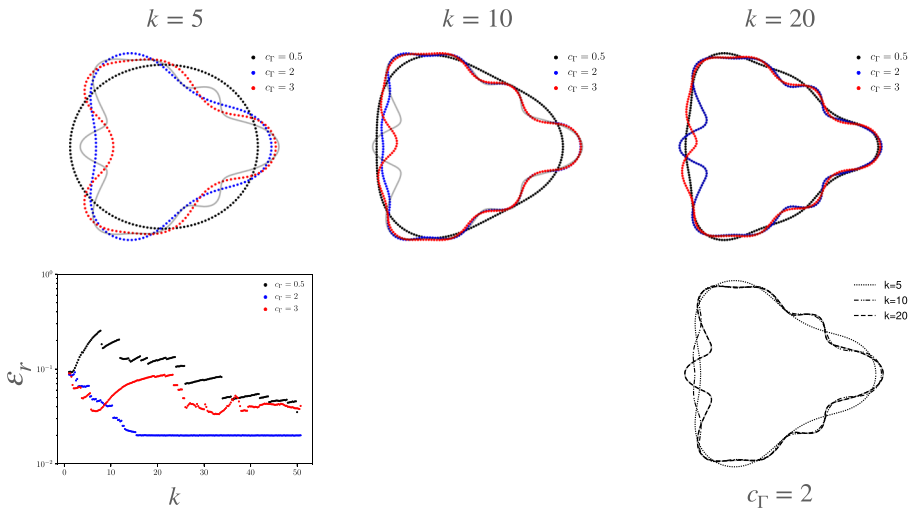 k = 5
k = 10
k = 20
c_Γ = 0.5
c_Γ = 2
c_Γ = 3
c_Γ = 0.5
c_Γ = 2
c_Γ = 3
c_Γ = 0.5
c_Γ = 2
c_Γ = 3
10⁰
10⁻¹
10⁻²
ε_r
c_Γ = 0.5
c_Γ = 2
c_Γ = 3
0 10 20 30 40 50
k
k=5
k=10
k=20
c_Γ = 2